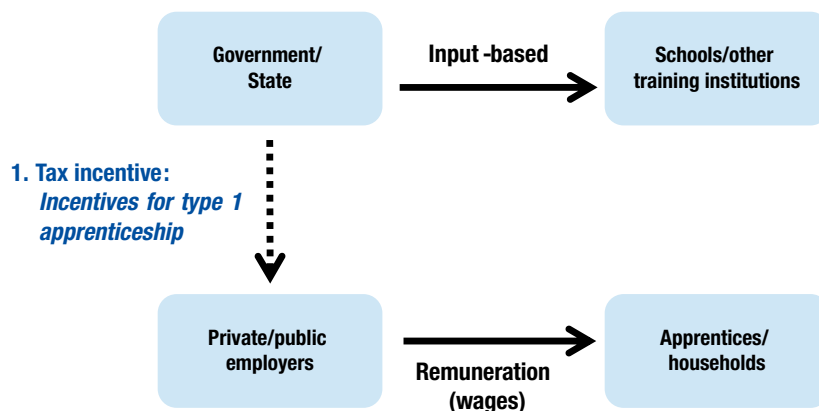 Government/
State
Input -based
Schools/other
training institutions
1. Tax incentive:
Incentives for type 1
apprenticeship
Private/public
employers
Remuneration
(wages)
Apprentices/
households